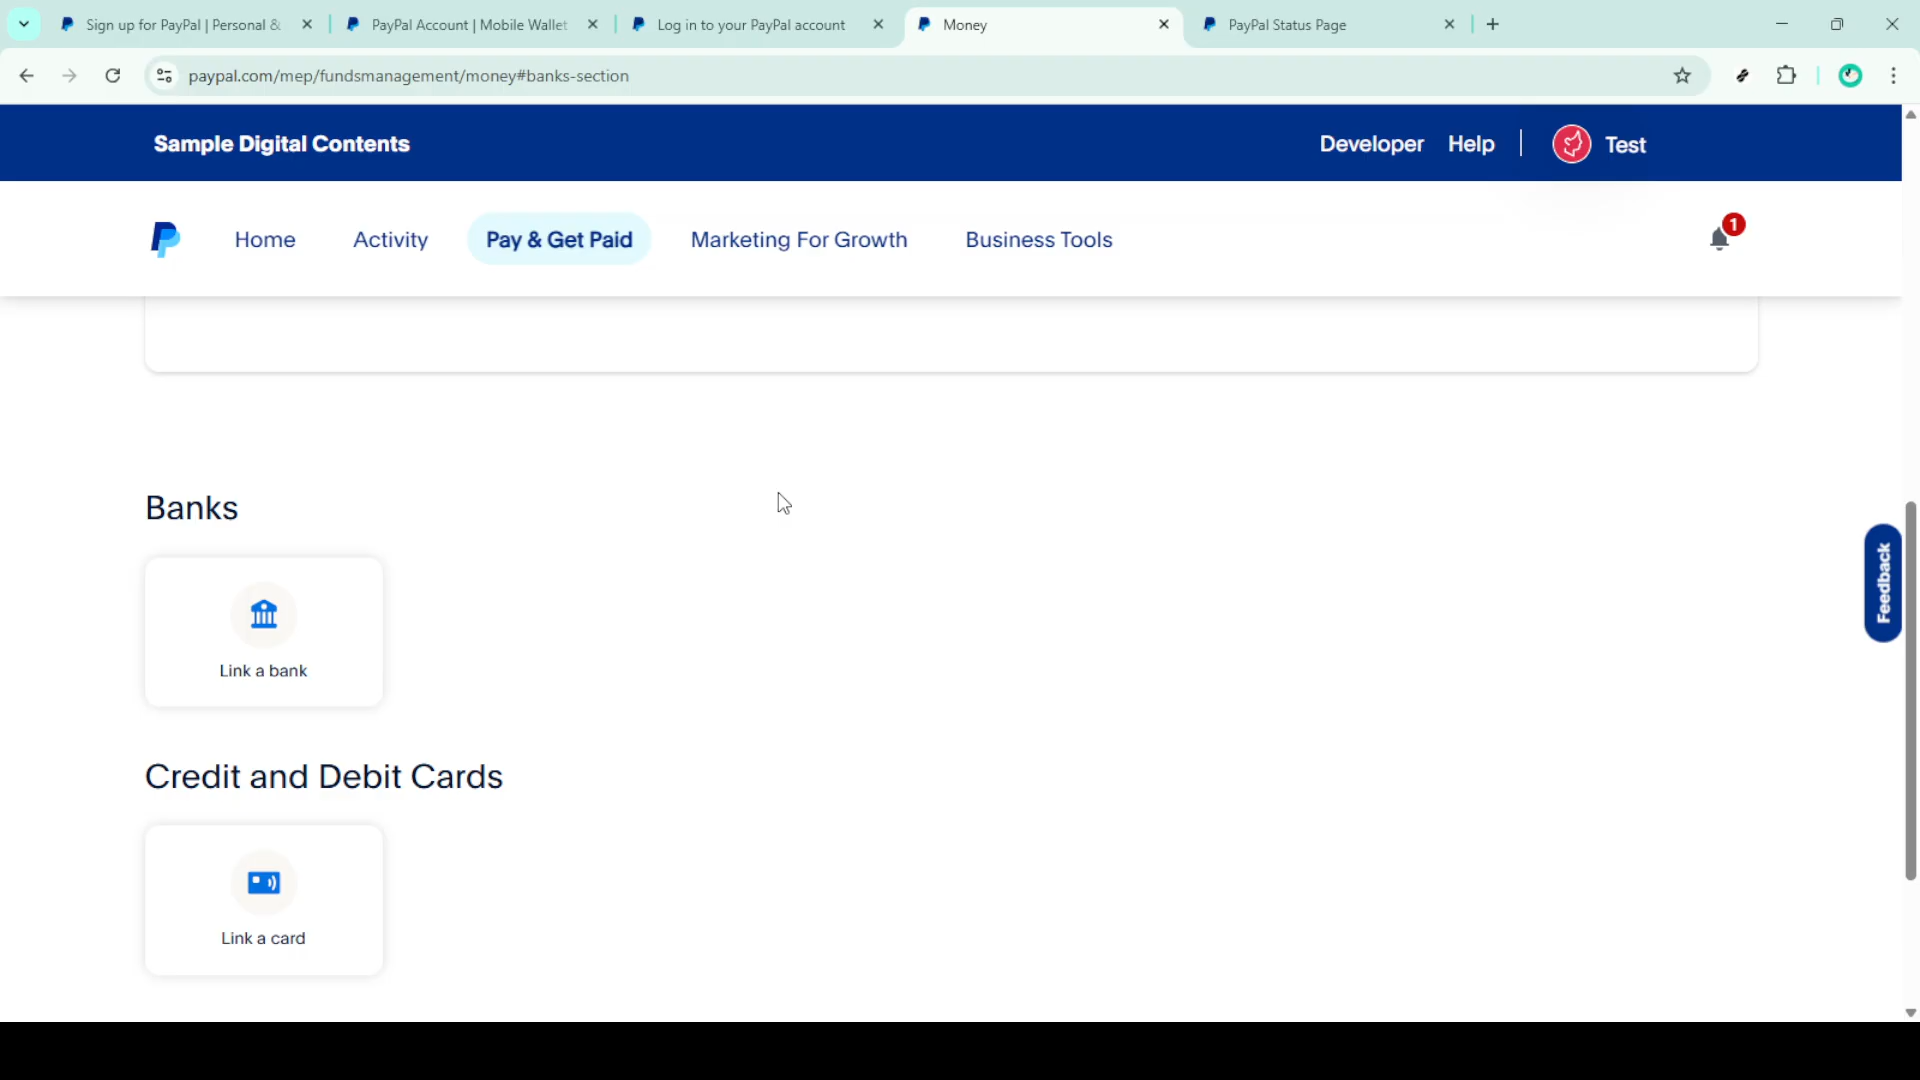 Sign up for PayPal | Personal &
PayPal Account | Mobile Wallet
Log in to your PayPal account
Money
PayPal Status Page
paypal.com/mep/fundsmanagement/money#banks-section
Sample Digital Contents
Developer
Help
Test
Home
Activity
Pay & Get Paid
Marketing For Growth
Business Tools
1
Banks
Link a bank
Feedback
Credit and Debit Cards
Link a card